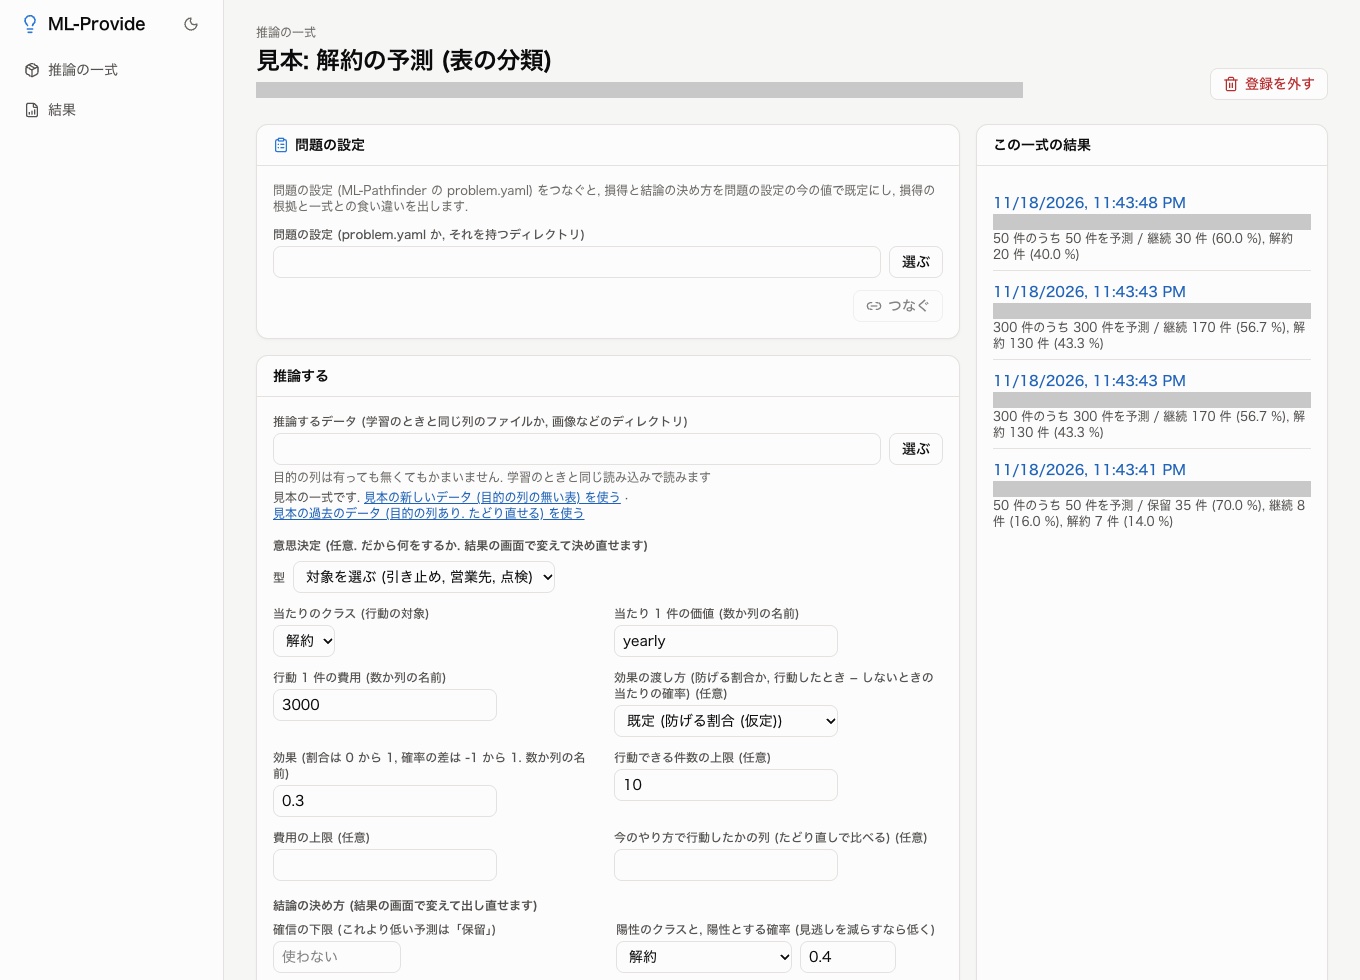 ML-Provide
推論の一式
結果
推論の一式
見本: 解約の予測 (表の分類)
登録を外す
問題の設定
問題の設定 (ML-Pathfinder の problem.yaml) をつなぐと, 損得と結論の決め方を問題の設定の今の値で既定にし, 損得の
根拠と一式との食い違いを出します.
問題の設定 (problem.yaml か, それを持つディレクトリ)
選ぶ
つなぐ
推論する
推論するデータ (学習のときと同じ列のファイルか, 画像などのディレクトリ)
選ぶ
目的の列は有っても無くてもかまいません. 学習のときと同じ読み込みで読みます
見本の一式です. 見本の新しいデータ (目的の列の無い表) を使う ·
見本の過去のデータ (目的の列あり. たどり直せる) を使う
意思決定 (任意. だから何をするか. 結果の画面で変えて決め直せます)
型 対象を選ぶ (引き止め, 営業先, 点検)
当たりのクラス (行動の対象)
解約
当たり 1 件の価値 (数か列の名前)
yearly
行動 1 件の費用 (数か列の名前)
3000
効果の渡し方 (防げる割合か, 行動したとき − しないときの
当たりの確率) (任意)
既定 (防げる割合 (仮定))
効果 (割合は 0 から 1, 確率の差は -1 から 1. 数か列の名
前)
0.3
行動できる件数の上限 (任意)
10
費用の上限 (任意)
今のやり方で行動したかの列 (たどり直しで比べる) (任意)
結論の決め方 (結果の画面で変えて出し直せます)
確信の下限 (これより低い予測は「保留」)
使わない
陽性のクラスと, 陽性とする確率 (見逃しを減らすなら低く)
解約 0.4
この一式の結果
11/18/2026, 11:43:48 PM
50 件のうち 50 件を予測 / 継続 30 件 (60.0 %), 解約
20 件 (40.0 %)
11/18/2026, 11:43:43 PM
300 件のうち 300 件を予測 / 継続 170 件 (56.7 %), 解
約 130 件 (43.3 %)
11/18/2026, 11:43:43 PM
300 件のうち 300 件を予測 / 継続 170 件 (56.7 %), 解
約 130 件 (43.3 %)
11/18/2026, 11:43:41 PM
50 件のうち 50 件を予測 / 保留 35 件 (70.0 %), 継続 8
件 (16.0 %), 解約 7 件 (14.0 %)